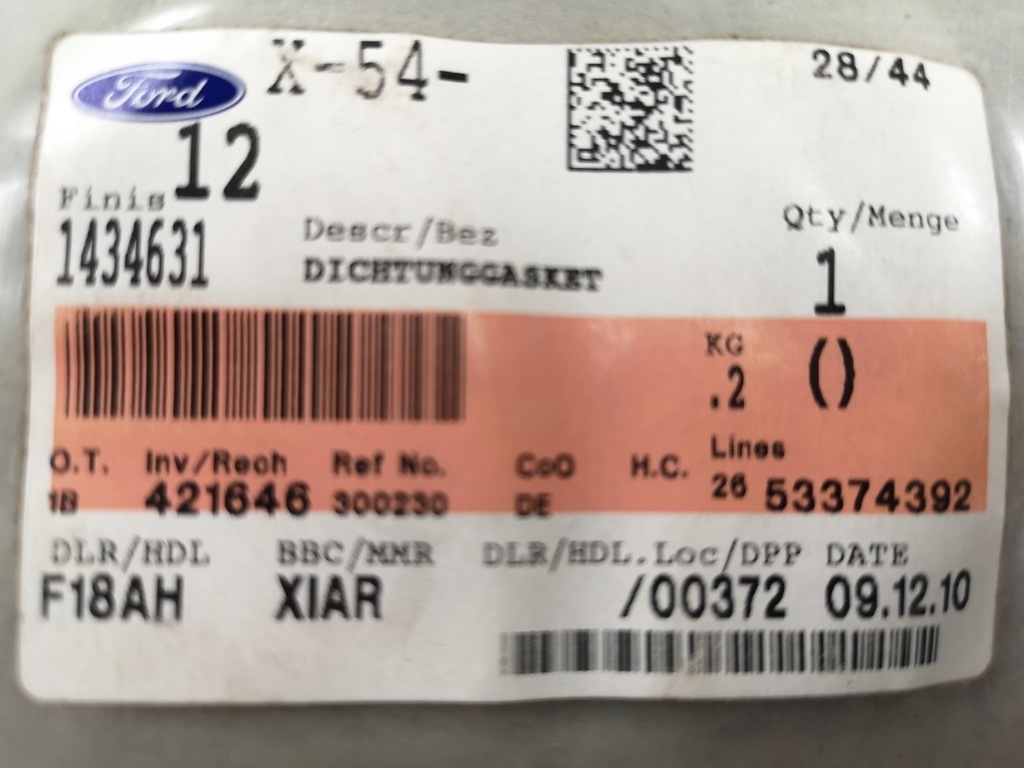 Ford X-54- 28/44
12
Finis
1434631
Descr/Bez
DICHTUNGGASKET
Qty/Menge
1
KG
.2
()
O.T. Inv/Rech Ref No. CoO H.C. Lines
1B 421646 300230 DE 26 53374392
DLR/HDL BBC/MMR DLR/HDL.Loc/DPP DATE
F18AH XIAR /00372 09.12.10